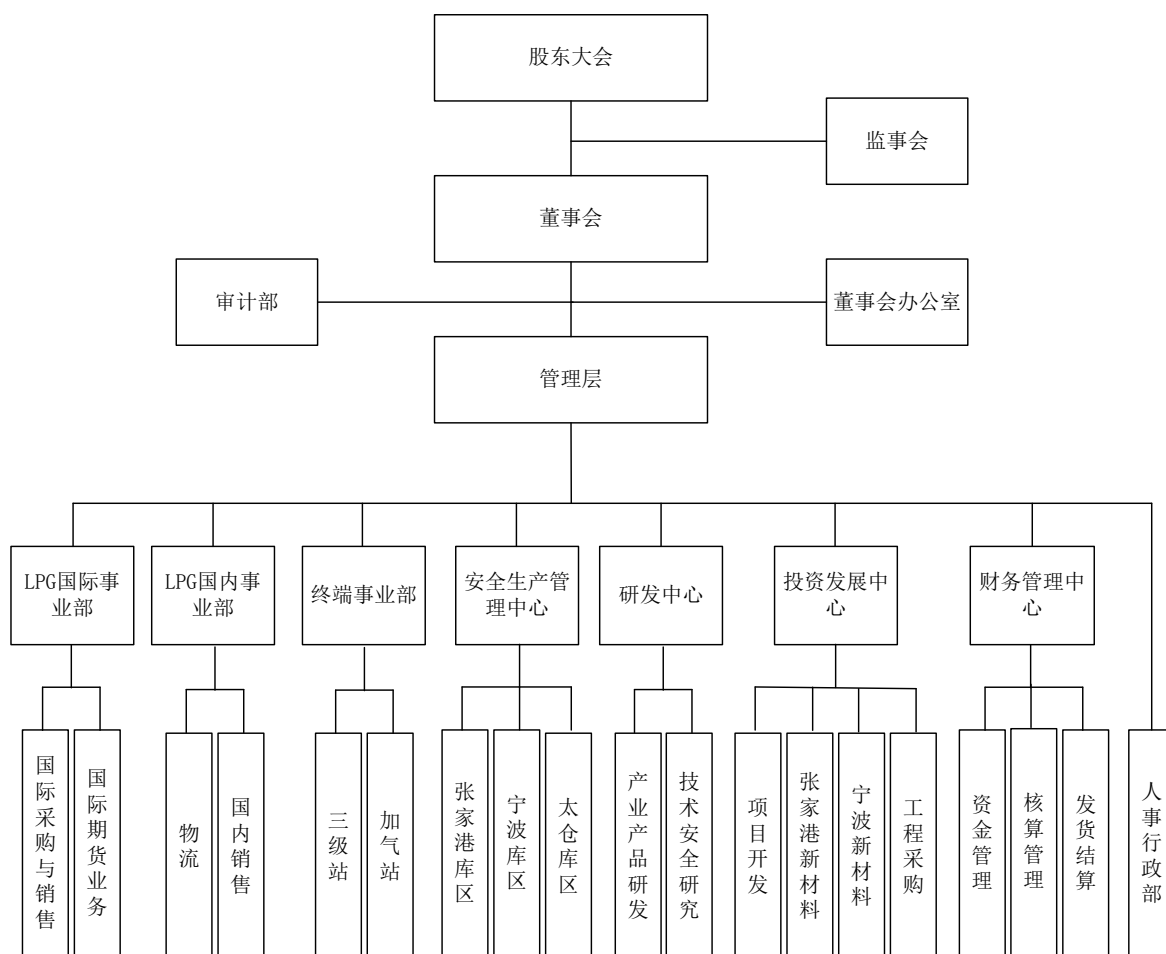 股东大会
监事会
董事会
审计部
董事会办公室
管理层
LPG国际事
业部
LPG国内事
业部
终端事业部
安全生产管
理中心
研发中心
投资发展中
心
财务管理中
心
国际采购与销售
国际期货业务
物流
国内销售
三级站
加气站
张家港库区
宁波库区
太仓库区
产业产品研发
技术安全研究
项目开发
张家港新材料
宁波新材料
工程采购
资金管理
核算管理
发货结算
人事行政部